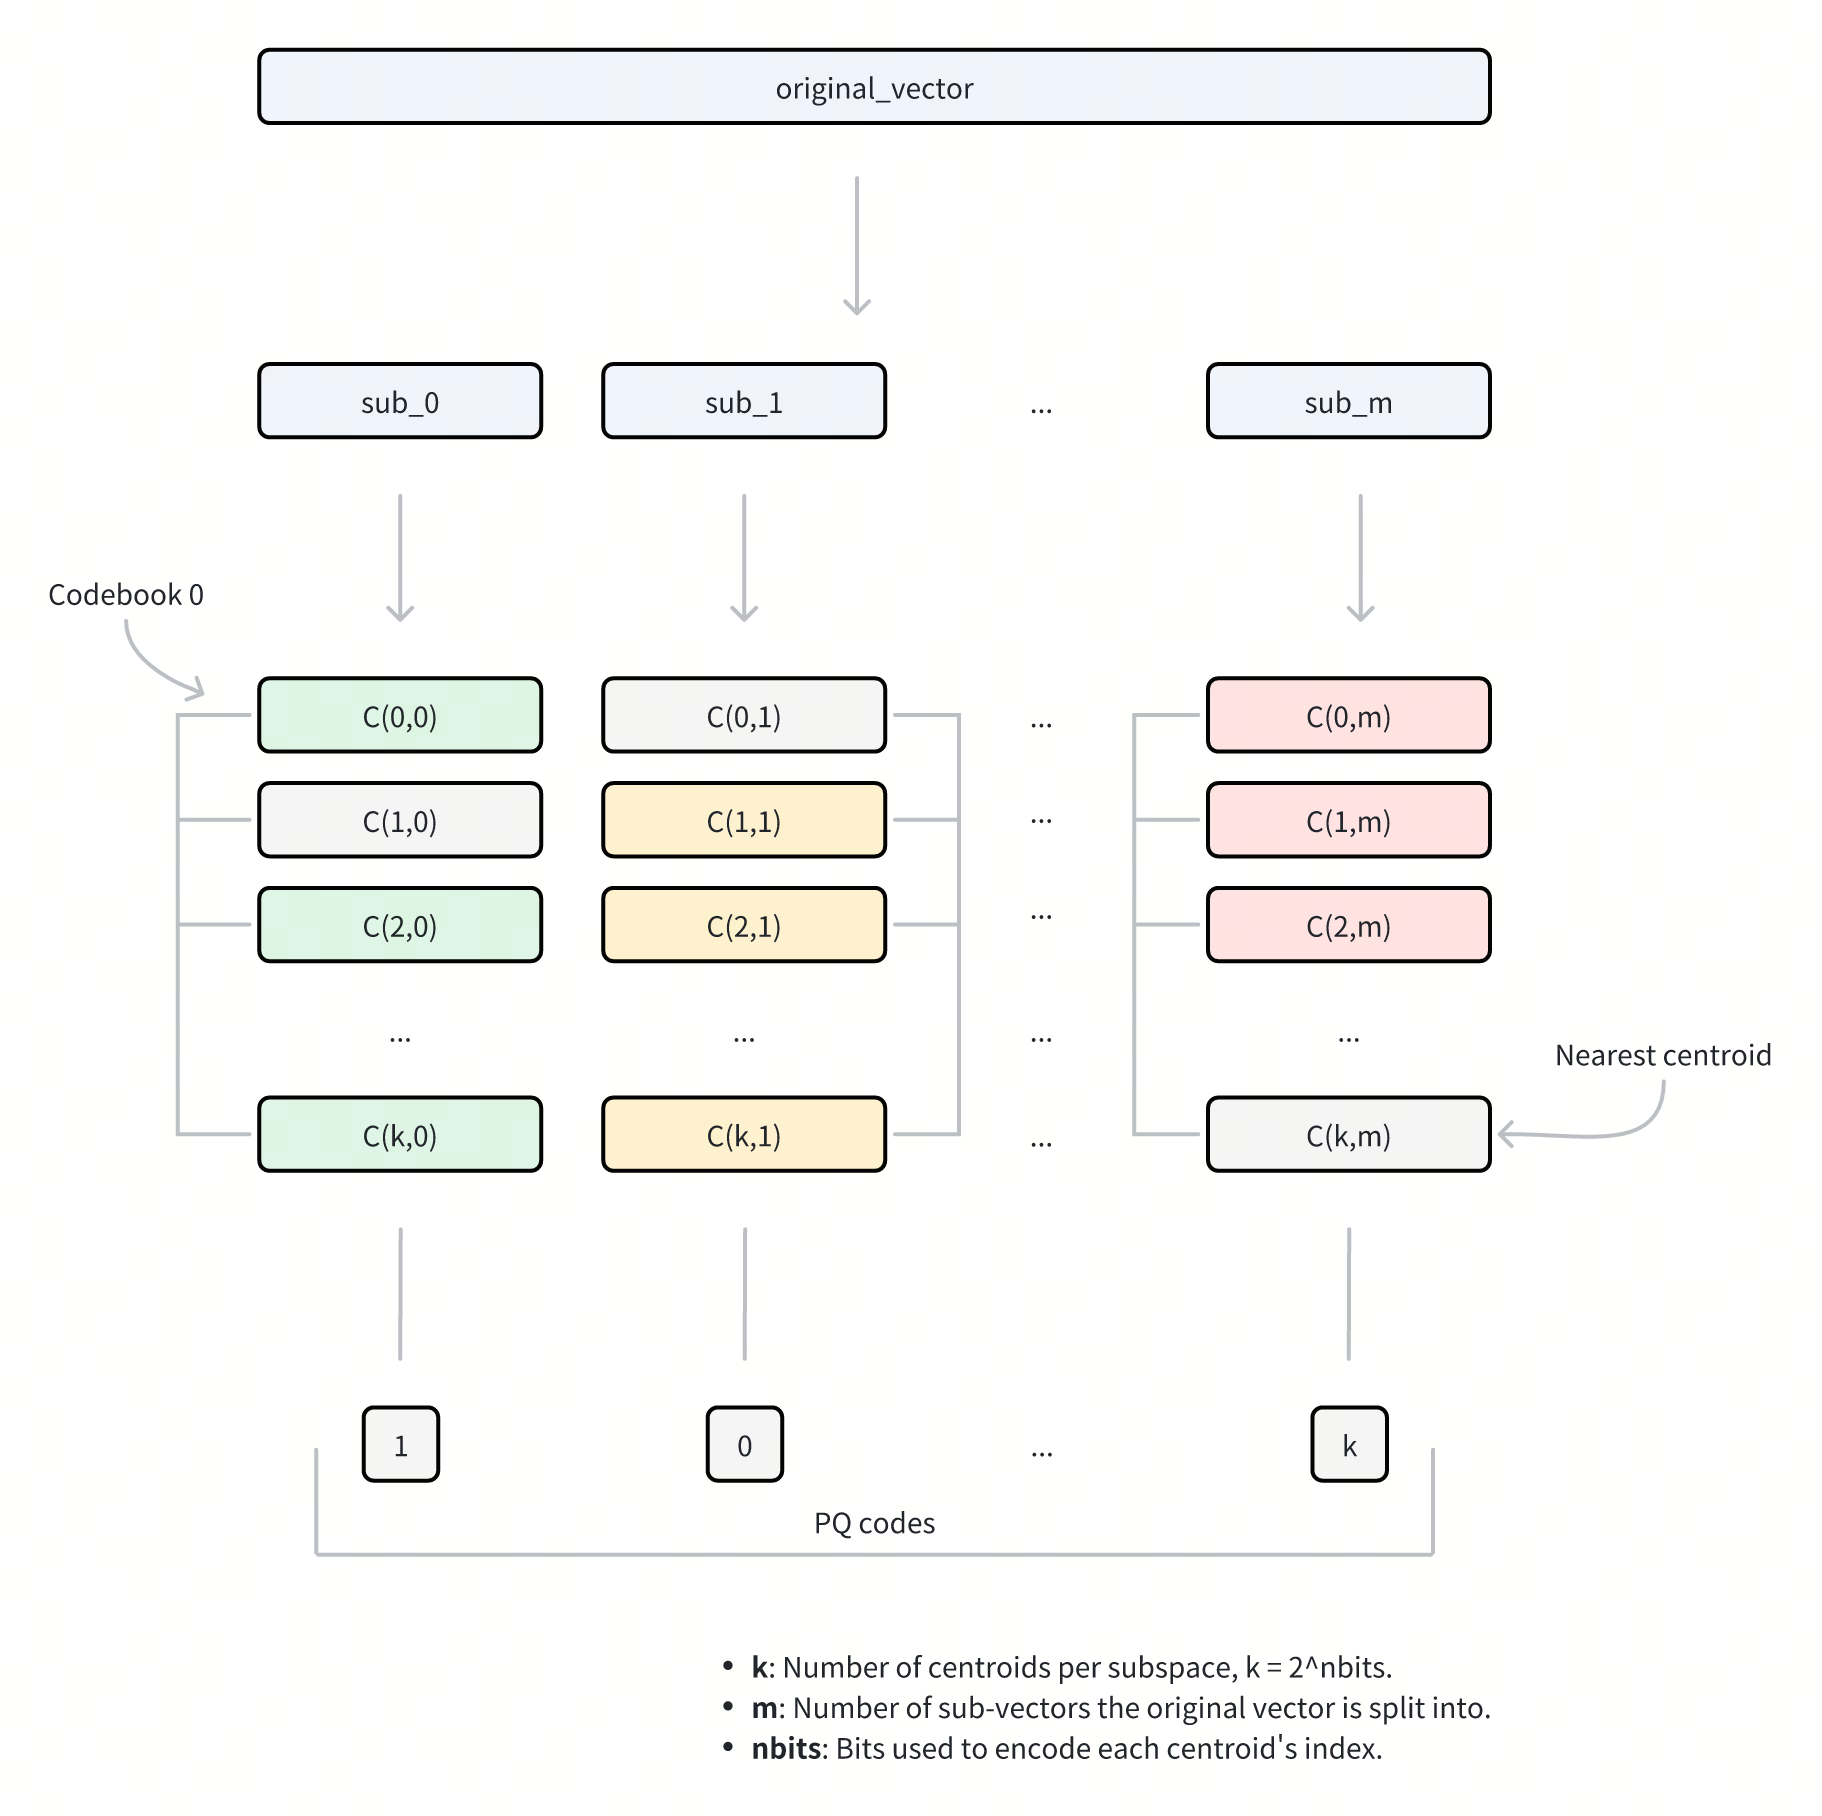 original_vector
sub_0 sub_1 ... sub_m
Codebook 0
C(0,0) C(0,1) ... C(0,m)
C(1,0) C(1,1) ... C(1,m)
C(2,0) C(2,1) ... C(2,m)
... ... ... ...
Nearest centroid
C(k,0) C(k,1) ... C(k,m)
1 0 ... k
PQ codes
• k: Number of centroids per subspace, k = 2^nbits.
• m: Number of sub-vectors the original vector is split into.
• nbits: Bits used to encode each centroid's index.